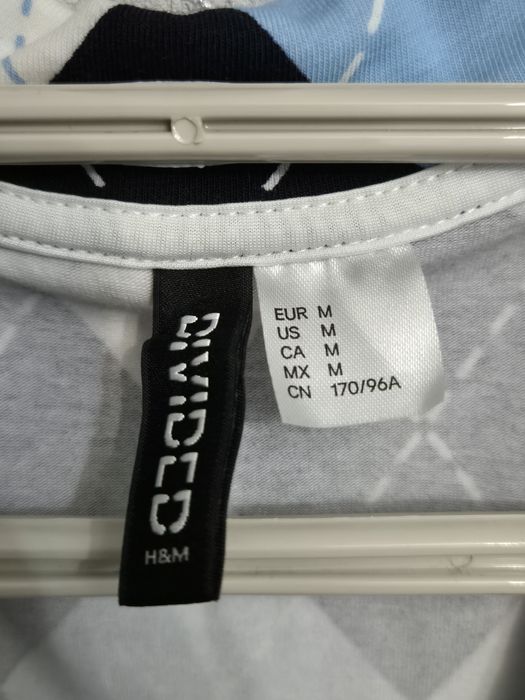 DIVIDED
H&M
EUR M
US M
CA M
MX M
CN 170/96A